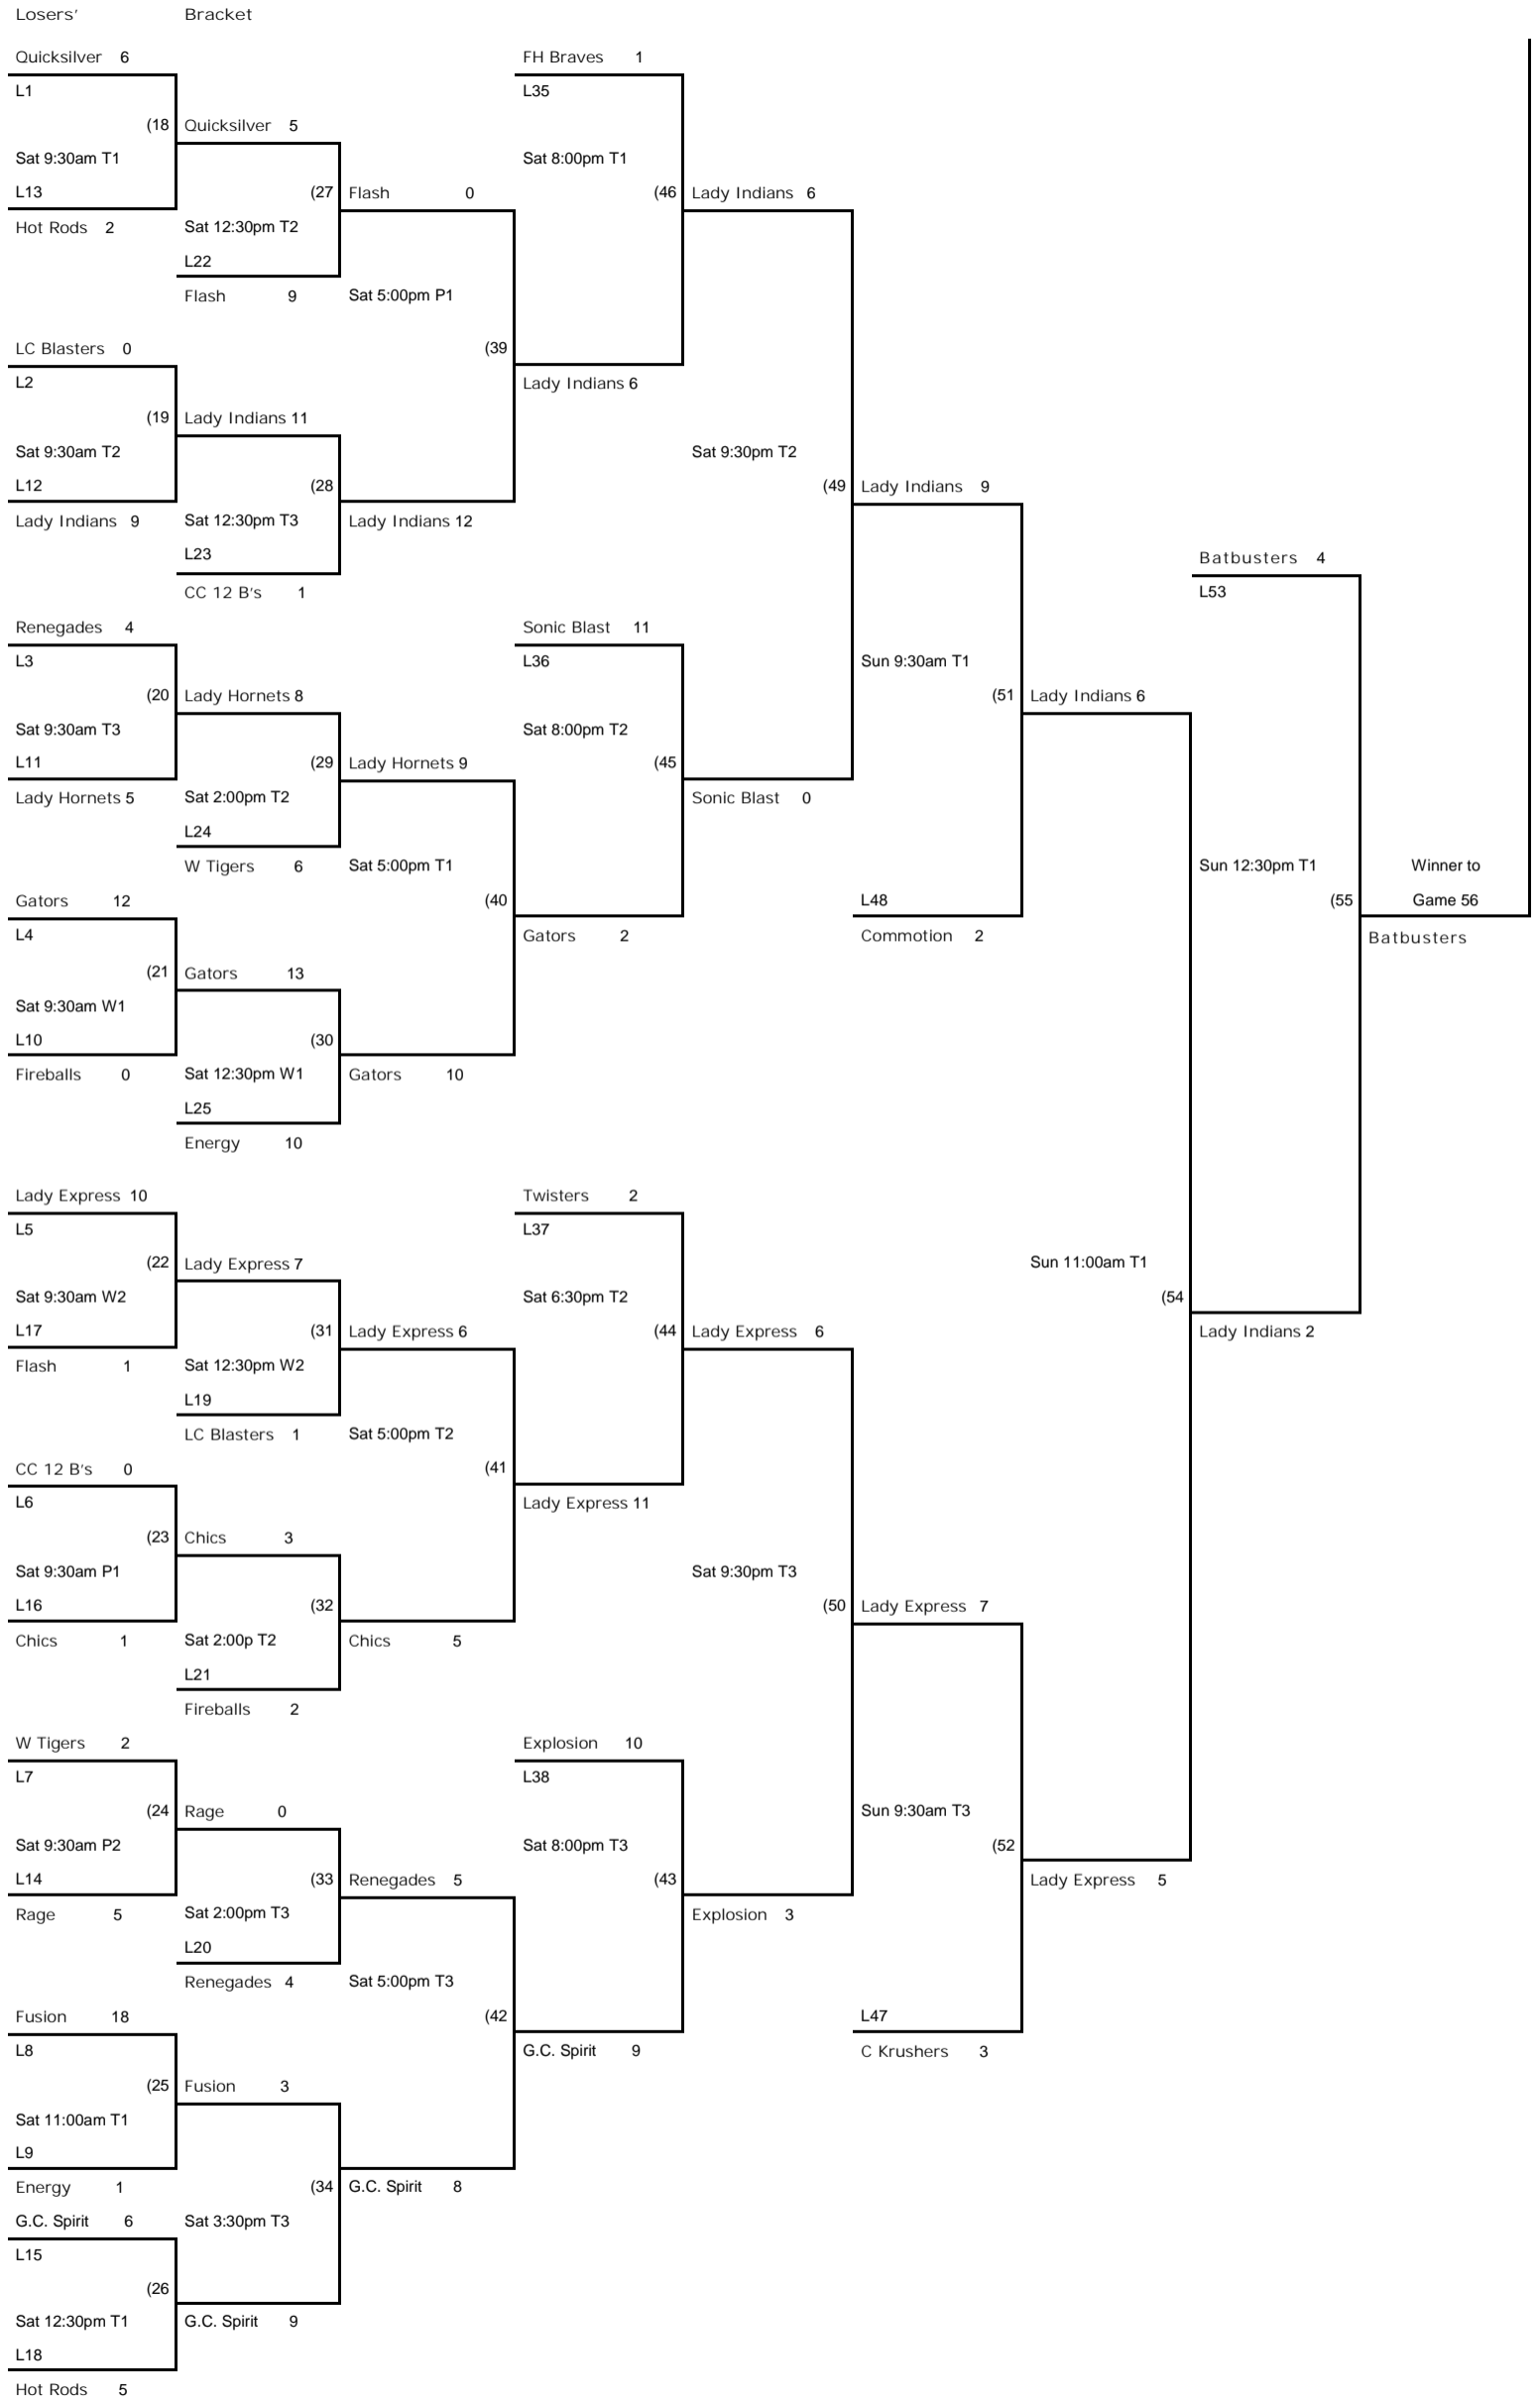 Losers' Bracket
Quicksilver 6
FH Braves 1
L1
L35
(18 Quicksilver 5
Sat 9:30am T1
Sat 8:00pm T1
L13
(27 Flash 0
(46 Lady Indians 6
Hot Rods 2
Sat 12:30pm T2
L22
Flash 9
Sat 5:00pm P1
LC Blasters 0
(39
L2
Lady Indians 6
(19 Lady Indians 11
Sat 9:30am T2
Sat 9:30pm T2
L12
(28
(49 Lady Indians 9
Lady Indians 9
Sat 12:30pm T3
Lady Indians 12
L23
Batbusters 4
CC 12 B's 1
L53
Renegades 4
Sonic Blast 11
L3
L36
Sun 9:30am T1
(20 Lady Hornets 8
(51 Lady Indians 6
Sat 9:30am T3
Sat 8:00pm T2
L11
(29 Lady Hornets 9
(45
Lady Hornets 5
Sat 2:00pm T2
Sonic Blast 0
L24
W Tigers 6
Sat 5:00pm T1
Sun 12:30pm T1
Winner to
Gators 12
(40
L48
(55
Game 56
L4
Gators 2
Commotion 2
Batbusters
(21 Gators 13
Sat 9:30am W1
L10
(30
Fireballs 0
Sat 12:30pm W1
Gators 10
L25
Energy 10
Lady Express 10
Twisters 2
L5
L37
(22 Lady Express 7
Sun 11:00am T1
Sat 9:30am W2
Sat 6:30pm T2
(54
L17
(31 Lady Express 6
(44 Lady Express 6
Lady Indians 2
Flash 1
Sat 12:30pm W2
L19
LC Blasters 1
Sat 5:00pm T2
CC 12 B's 0
(41
L6
Lady Express 11
(23 Chics 3
Sat 9:30am P1
Sat 9:30pm T3
L16
(32
(50 Lady Express 7
Chics 1
Sat 2:00p T2
Chics 5
L21
Fireballs 2
W Tigers 2
Explosion 10
L7
L38
(24 Rage 0
Sun 9:30am T3
Sat 9:30am P2
Sat 8:00pm T3
(52
L14
(33 Renegades 5
(43
Lady Express 5
Rage 5
Sat 2:00pm T3
Explosion 3
L20
Renegades 4
Sat 5:00pm T3
Fusion 18
(42
L47
L8
G.C. Spirit 9
C Krushers 3
(25 Fusion 3
Sat 11:00am T1
L9
Energy 1
(34 G.C. Spirit 8
G.C. Spirit 6
Sat 3:30pm T3
L15
(26
Sat 12:30pm T1
G.C. Spirit 9
L18
Hot Rods 5